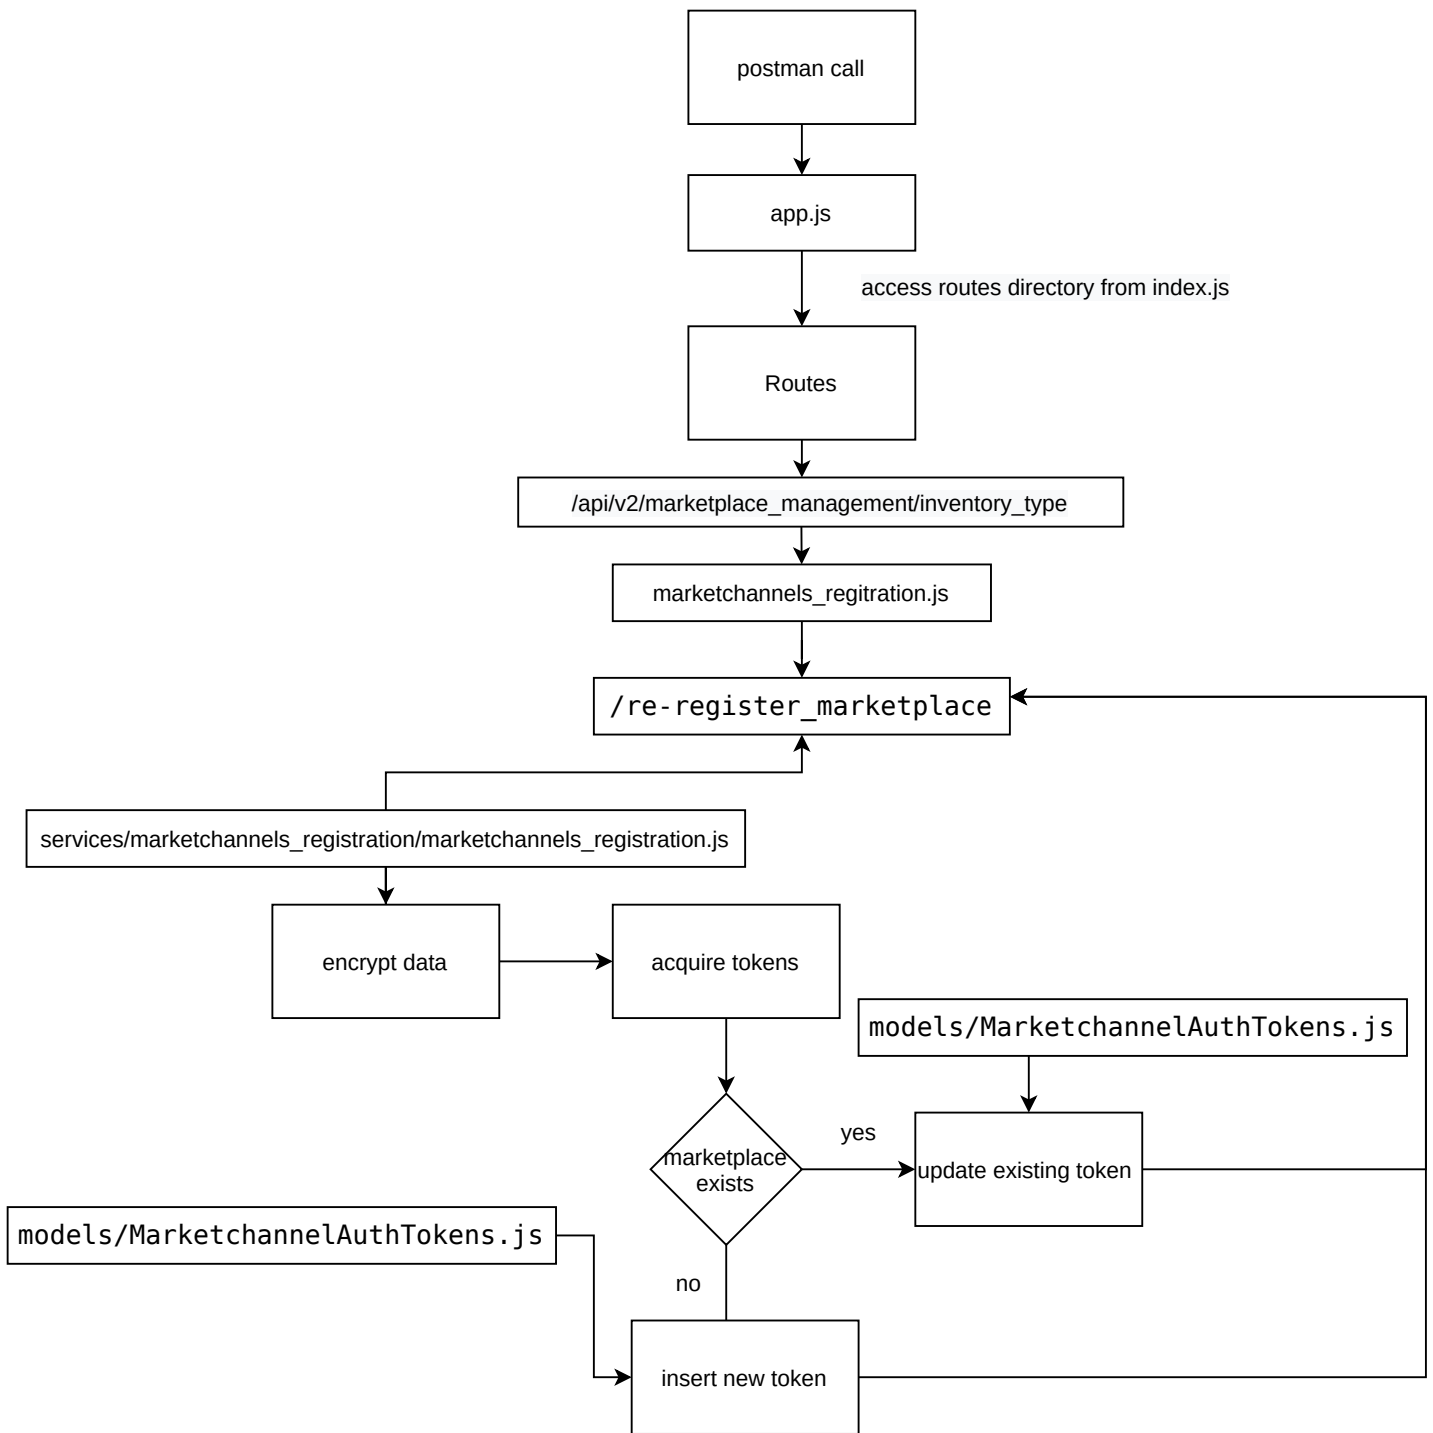 postman call
app.js
access routes directory from index.js
Routes
/api/v2/marketplace_management/inventory_type
marketchannels_regitration.js
/re-register_marketplace
services/marketchannels_registration/marketchannels_registration.js
encrypt data
acquire tokens
models/MarketchannelAuthTokens.js
yes
marketplace
exists
update existing token
models/MarketchannelAuthTokens.js
no
insert new token